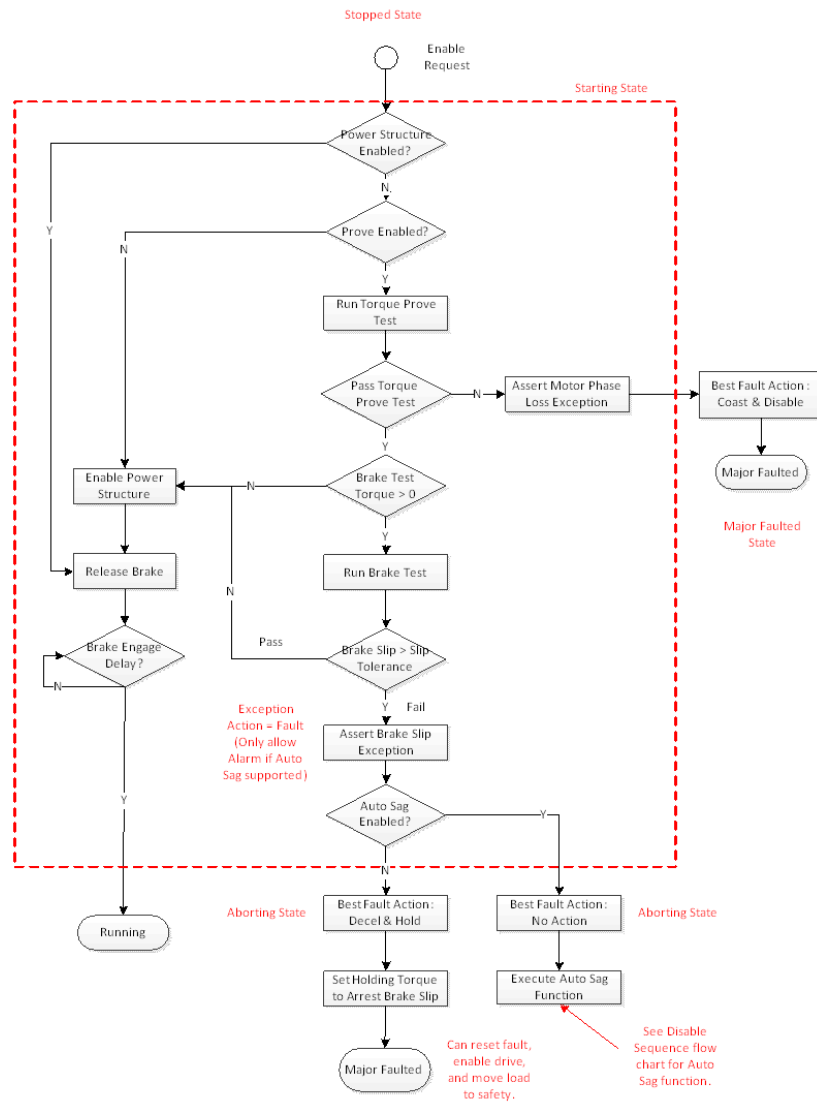 Stopped State
Enable
Request
Starting State
Power Structure
Enabled?
N.
Y
Prove Enabled?
N
Y
Run Torque Prove
Test
Pass Torque
Prove Test
N
Assert Motor Phase
Loss Exception
Best Fault Action :
Coast & Disable
Y
Major Faulted
Enable Power
Structure
N
Brake Test
Torque > 0
Major Faulted
State
Y
Release Brake
Run Brake Test
N
Brake Engage
Delay?
Pass
Brake Slip > Slip
Tolerance
N
Y
Fail
Exception
Action = Fault
(Only allow
Alarm if Auto
Sag supported)
Assert Brake Slip
Exception
Y
Auto Sag
Enabled?
Y
N
Aborting State
Best Fault Action :
Decel & Hold
Best Fault Action :
No Action
Aborting State
Running
Set Holding Torque
to Arrest Brake Slip
Execute Auto Sag
Function
Major Faulted
Can reset fault,
enable drive,
and move load
to safety.
See Disable
Sequence flow
chart for Auto
Sag function.